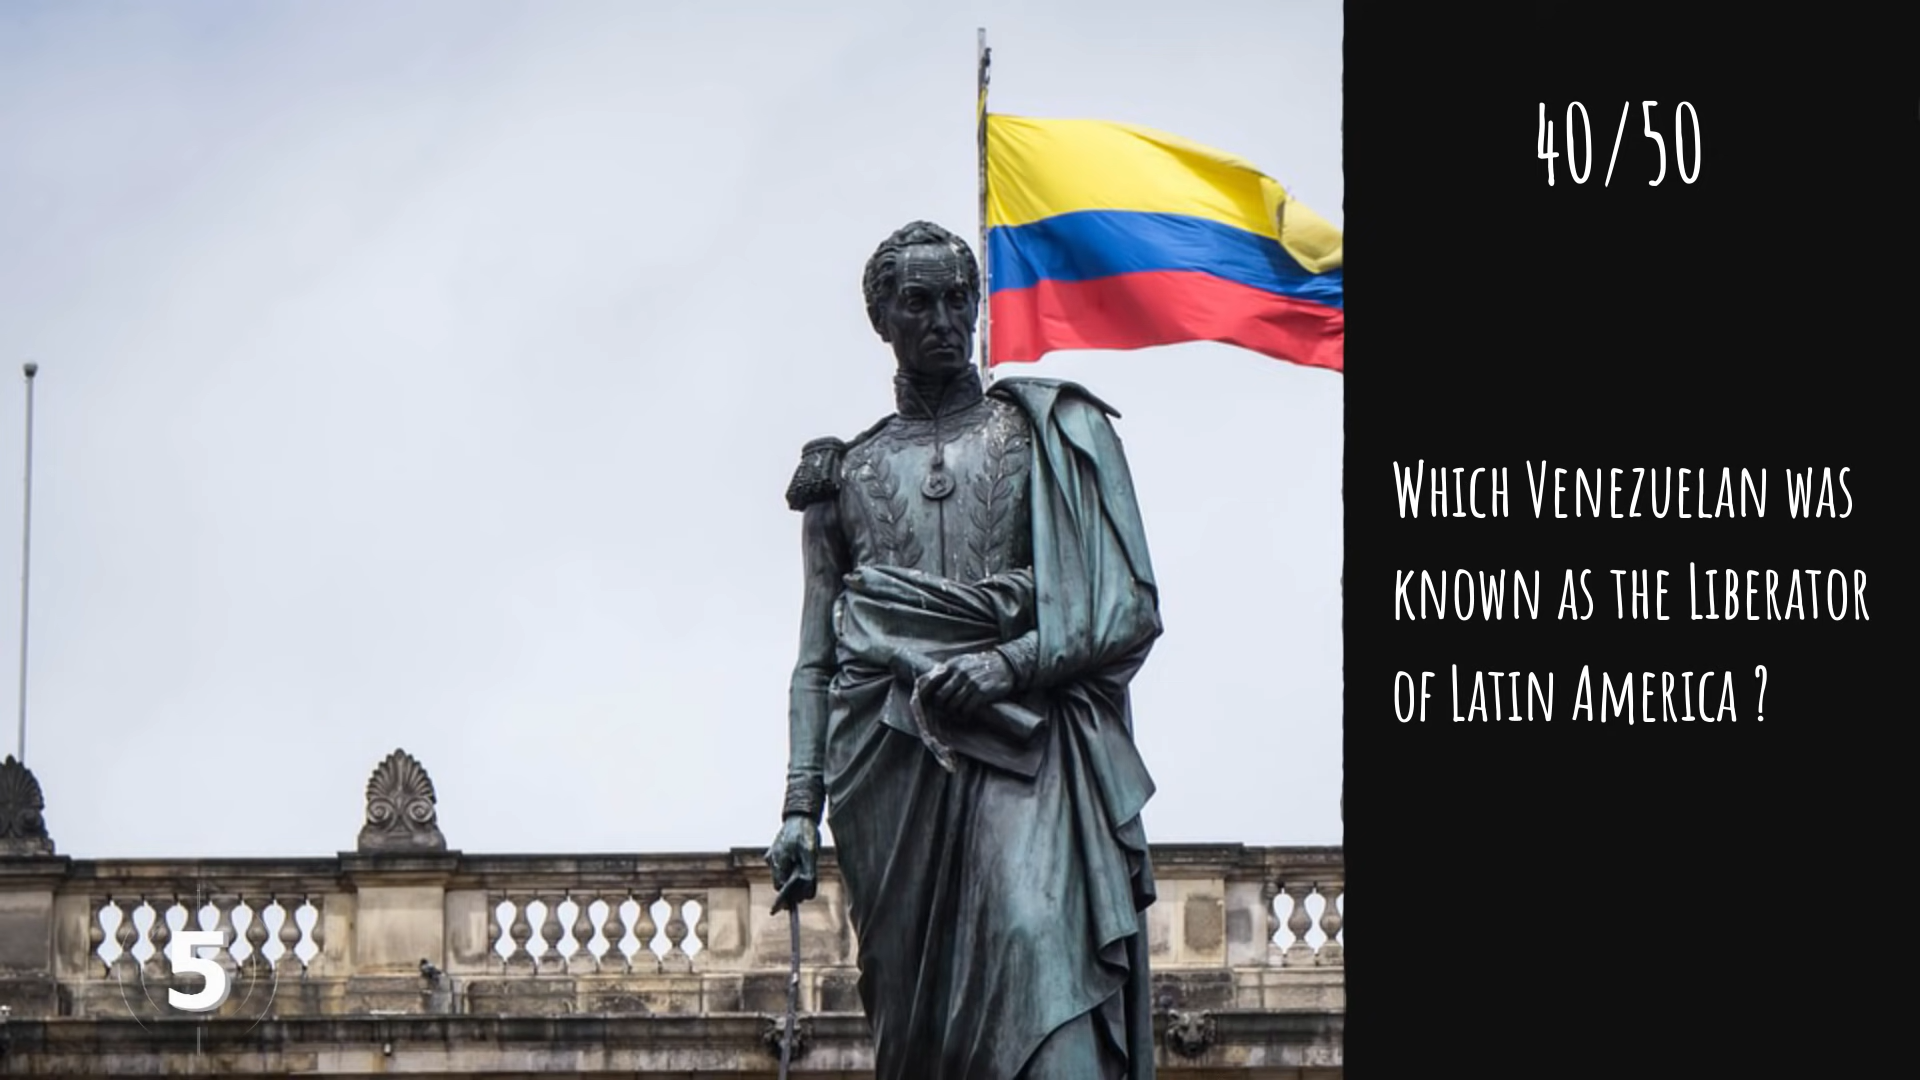 40/50
Which Venezuelan was
known as the Liberator
of Latin America ?
5